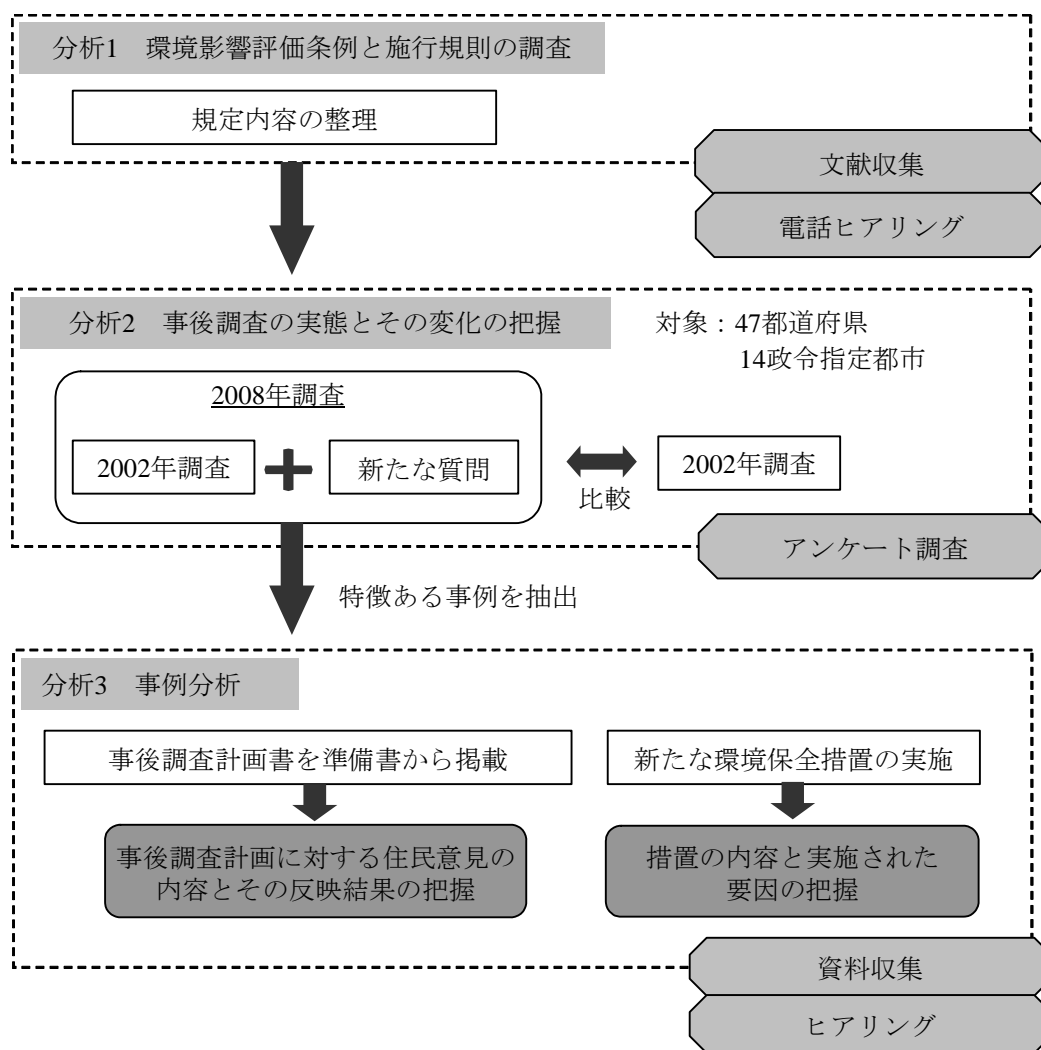 分析1　環境影響評価条例と施行規則の調査
規定内容の整理
文献収集
電話ヒアリング
分析2　事後調査の実態とその変化の把握
対象：47都道府県
14政令指定都市
2008年調査
2002年調査
新たな質問
比較
2002年調査
アンケート調査
特徴ある事例を抽出
分析3　事例分析
事後調査計画書を準備書から掲載
新たな環境保全措置の実施
事後調査計画に対する住民意見の
内容とその反映結果の把握
措置の内容と実施された
要因の把握
資料収集
ヒアリング